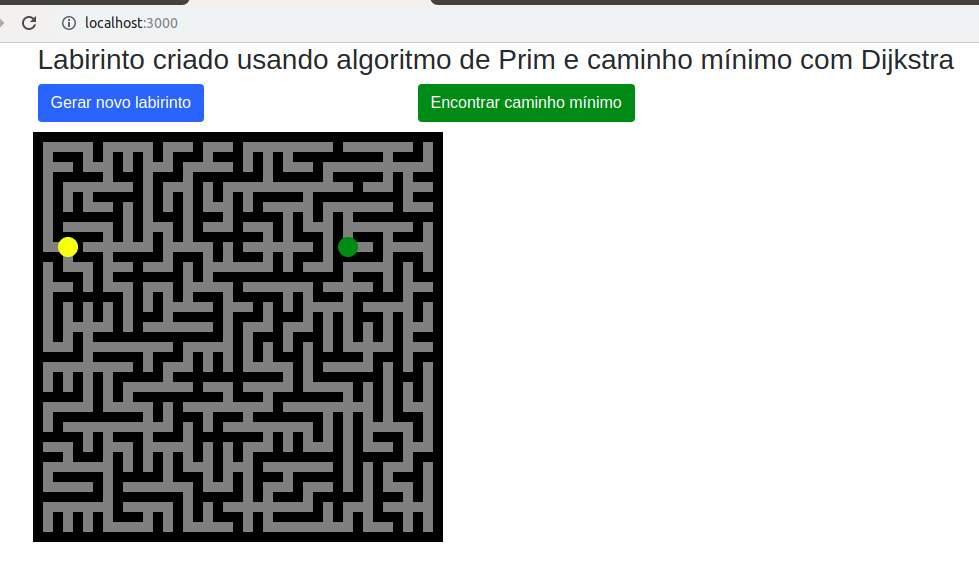 localhost:3000
Labirinto criado usando algoritmo de Prim e caminho mínimo com Dijkstra
Gerar novo labirinto
Encontrar caminho mínimo